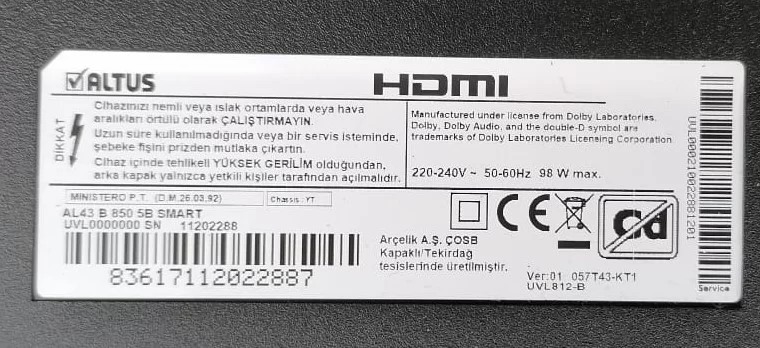 ALTUS
HDMI
DİKKAT
Cihazınızı nemli veya ıslak ortamlarda veya hava
aralıkları örtülü olarak ÇALIŞTIRMAYIN.
Uzun süre kullanılmadığında veya bir servis isteminde,
şebeke fişini prizden mutlaka çıkartın.
Cihaz içinde tehlikeli YÜKSEK GERİLİM olduğundan,
arka kapak yalnızca yetkili kişiler tarafından açılmalıdır.
Manufactured under license from Dolby Laboratories.
Dolby, Dolby Audio, and the double-D symbol are
trademarks of Dolby Laboratories Licensing Corporation
220-240V ~ 50-60Hz 98 W max.
MINISTERO P.T. (D.M.26.03.92)
Chassis : YT
AL43 B 850 5B SMART
UVL0000000 SN 11202288
83617112022887
Arçelik A.Ş. ÇOSB
Kapaklı/Tekirdağ
tesislerinde üretilmiştir.
CE
Cd
Ver:01 057T43-KT1
UVL812-B
UVL000210022881201
Service